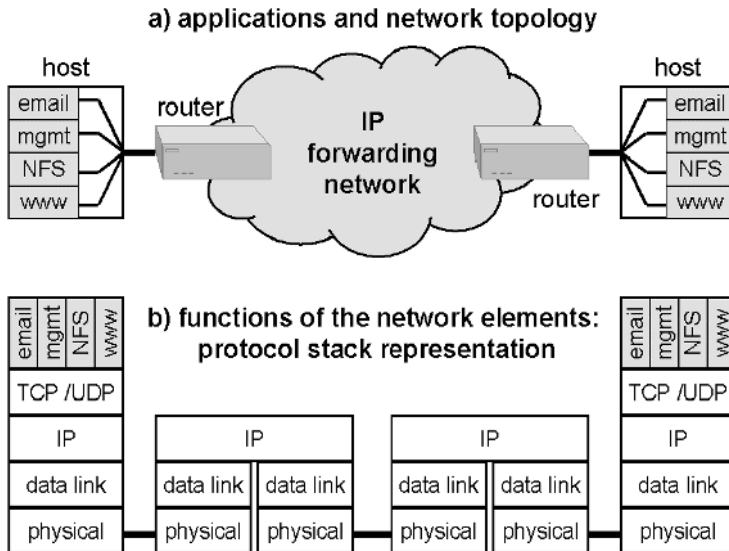 a) applications and network topology
host
host
email
mgmt
NFS
www
router
IP
forwarding
network
router
email
mgmt
NFS
www
b) functions of the network elements:
protocol stack representation
email
mgmt
NFS
www
TCP /UDP
IP
data link
physical
IP
data link
data link
physical
physical
IP
data link
data link
physical
physical
email
mgmt
NFS
www
TCP /UDP
IP
data link
physical